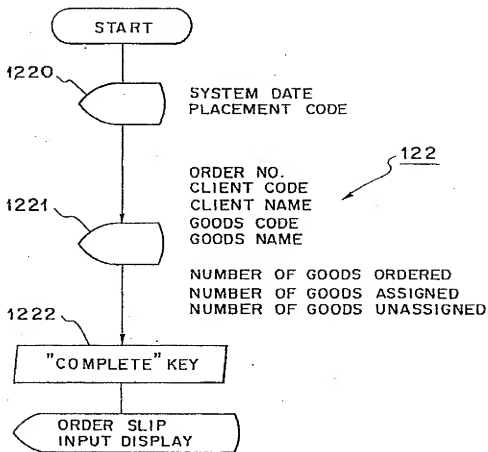 START
1220
SYSTEM DATE
PLACEMENT CODE
122
ORDER NO.
CLIENT CODE
CLIENT NAME
1221
GOODS CODE
GOODS NAME
NUMBER OF GOODS ORDERED
NUMBER OF GOODS ASSIGNED
NUMBER OF GOODS UNASSIGNED
1222
"COMPLETE" KEY
ORDER SLIP
INPUT DISPLAY